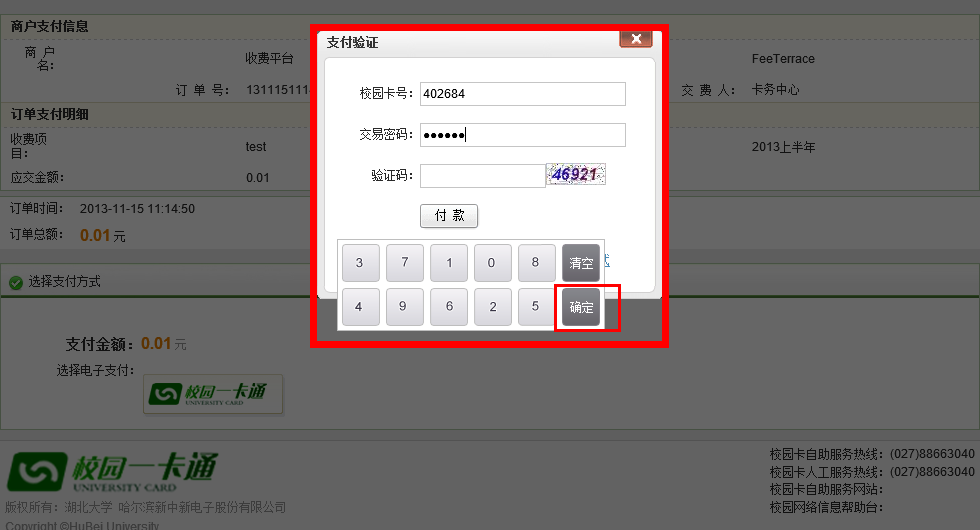 商户支付信息
商 户
名：
收费平台
FeeTerrace
订 单 号：
131115111
交 费 人：
卡务中心
订单支付明细
收费项
目：
test
2013上半年
应交金额：
0.01
订单时间：
2013-11-15 11:14:50
订单总额：
0.01 元
选择支付方式
支付金额：0.01元
选择电子支付：
校园一卡通
UNIVERSITY CARD
支付验证
校园卡号：
402684
交易密码：
●●●●●●
验证码：
46921
付 款
3 7 1 0 8 清空
4 9 6 2 5 确定
校园一卡通
UNIVERSITY CARD
版权所有：湖北大学 哈尔滨新中新电子股份有限公司
Copyright ©HuBei University
校园卡自助服务热线：(027)88663040
校园卡人工服务热线：(027)88663040
校园卡自助服务网站：
校园网络信息帮助台：